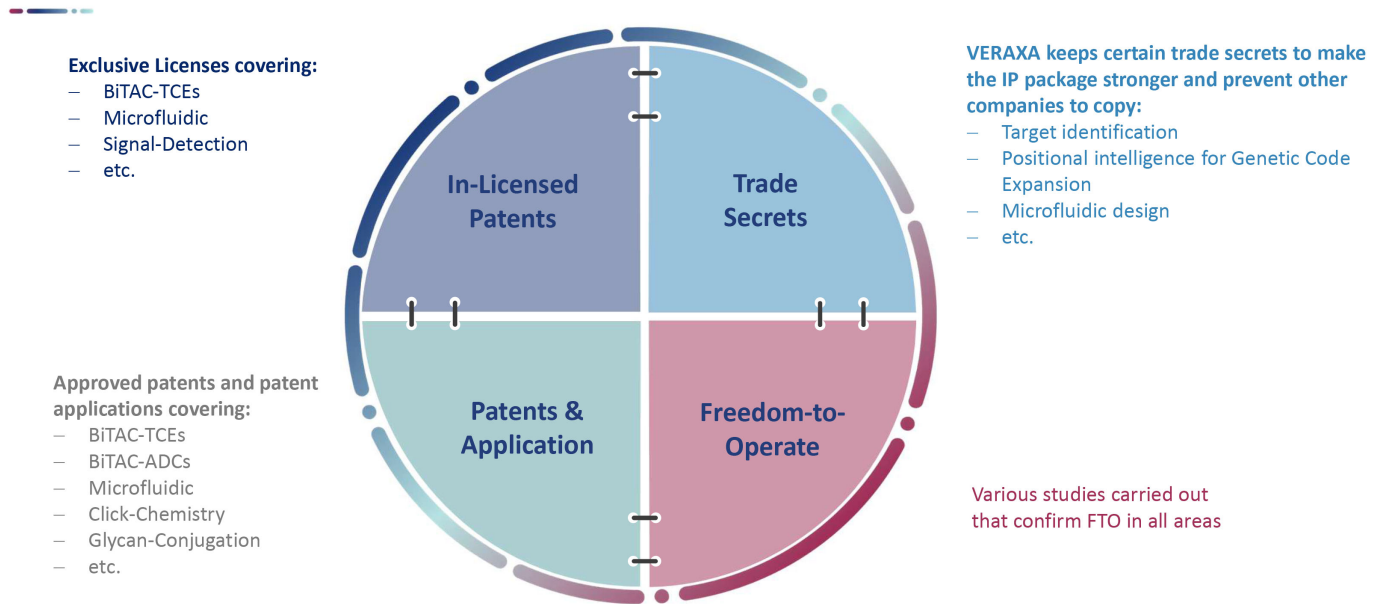 Exclusive Licenses covering:
– BiTAC-TCEs
– Microfluidic
– Signal-Detection
– etc.
In-Licensed
Patents
Trade
Secrets
VERAXA keeps certain trade secrets to make
the IP package stronger and prevent other
companies to copy:
– Target identification
– Positional intelligence for Genetic Code
Expansion
– Microfluidic design
– etc.
Approved patents and patent
applications covering:
– BiTAC-TCEs
– BiTAC-ADCs
– Microfluidic
– Click-Chemistry
– Glycan-Conjugation
– etc.
Patents &
Application
Freedom-to-
Operate
Various studies carried out
that confirm FTO in all areas